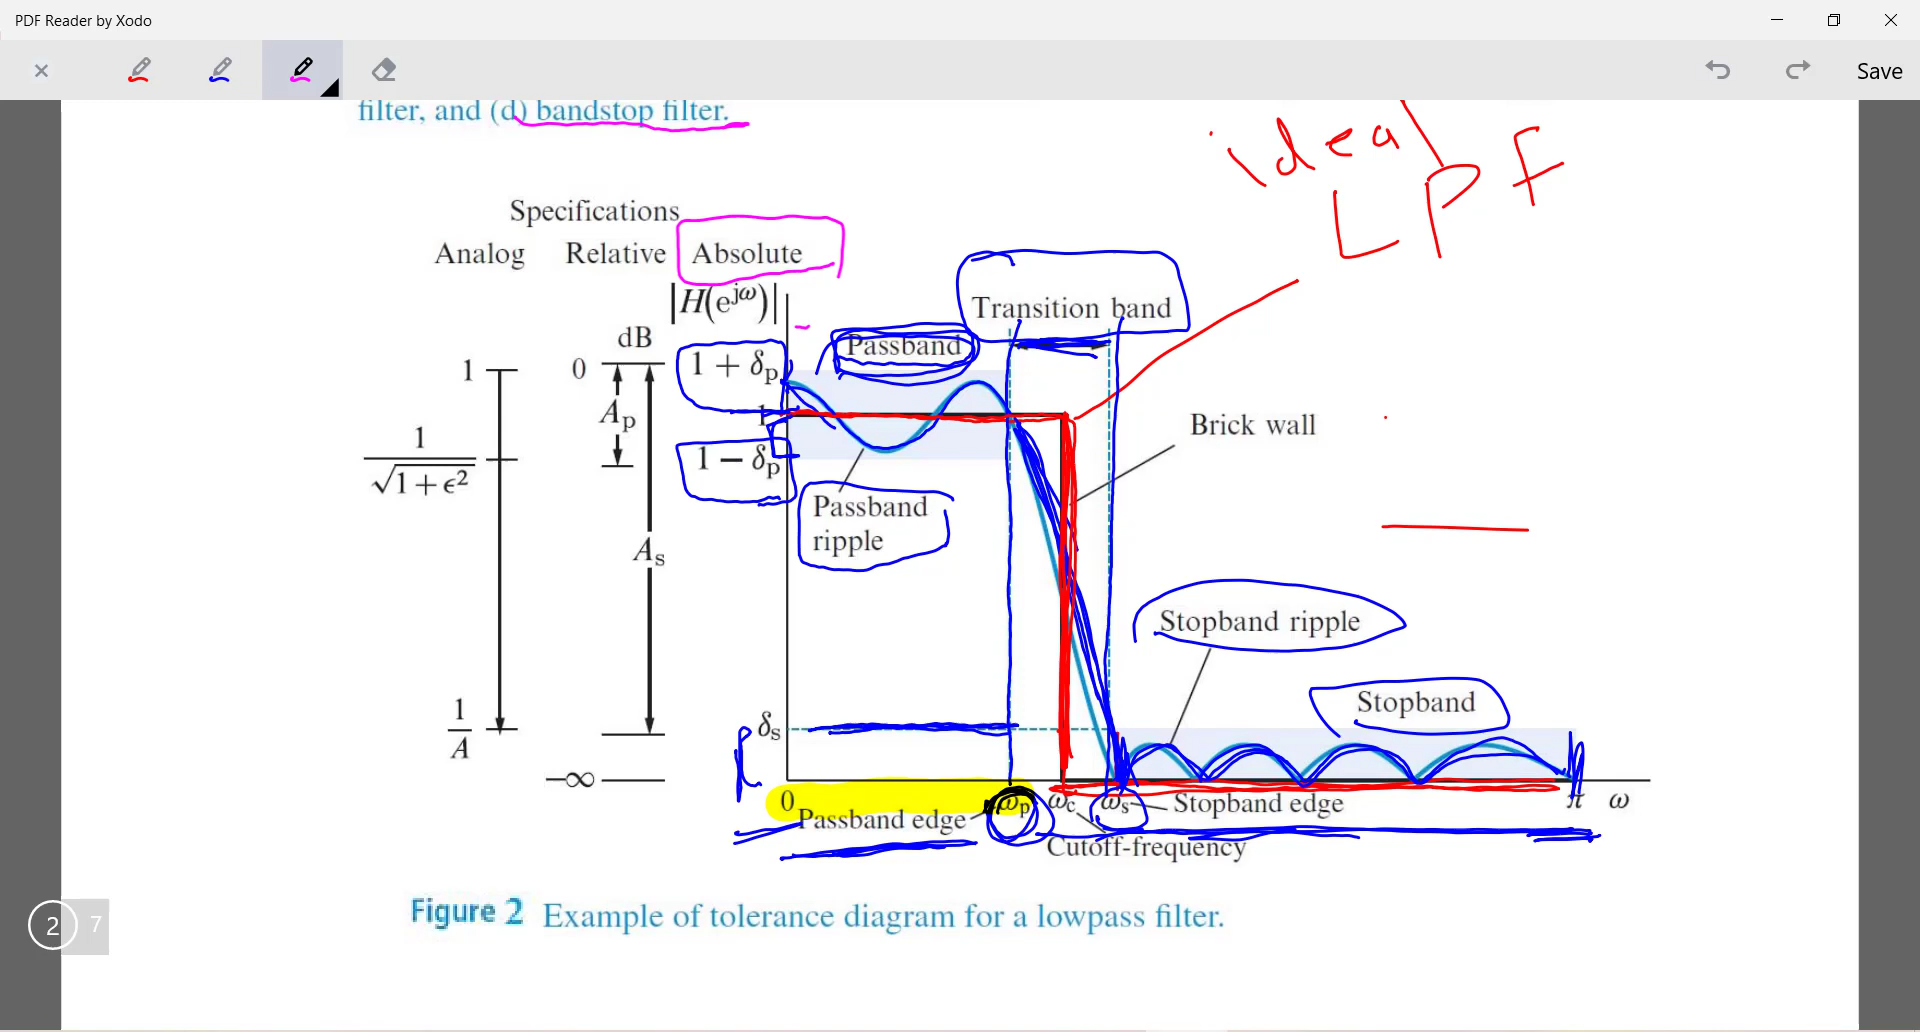 PDF Reader by Xodo
Save
filter, and (d) bandstop filter.
ideal
LPF
Specifications
Analog Relative Absolute
|H(e^jω)|
Transition band
dB
Passband
1 0 1 + δp
Ap
1
Brick wall
1/√1+ϵ² 1 − δp
Passband
ripple
As
Stopband ripple
Stopband
1/A δs
−∞
0 ωp ωc ωs Stopband edge π ω
Passband edge
Cutoff-frequency
Figure 2 Example of tolerance diagram for a lowpass filter.
2 7